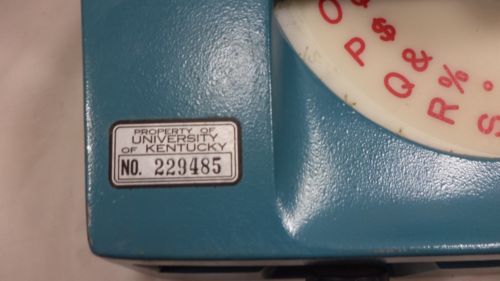 PROPERTY OF
UNIVERSITY
OF KENTUCKY
NO. 229485
P
Q &
R %
S